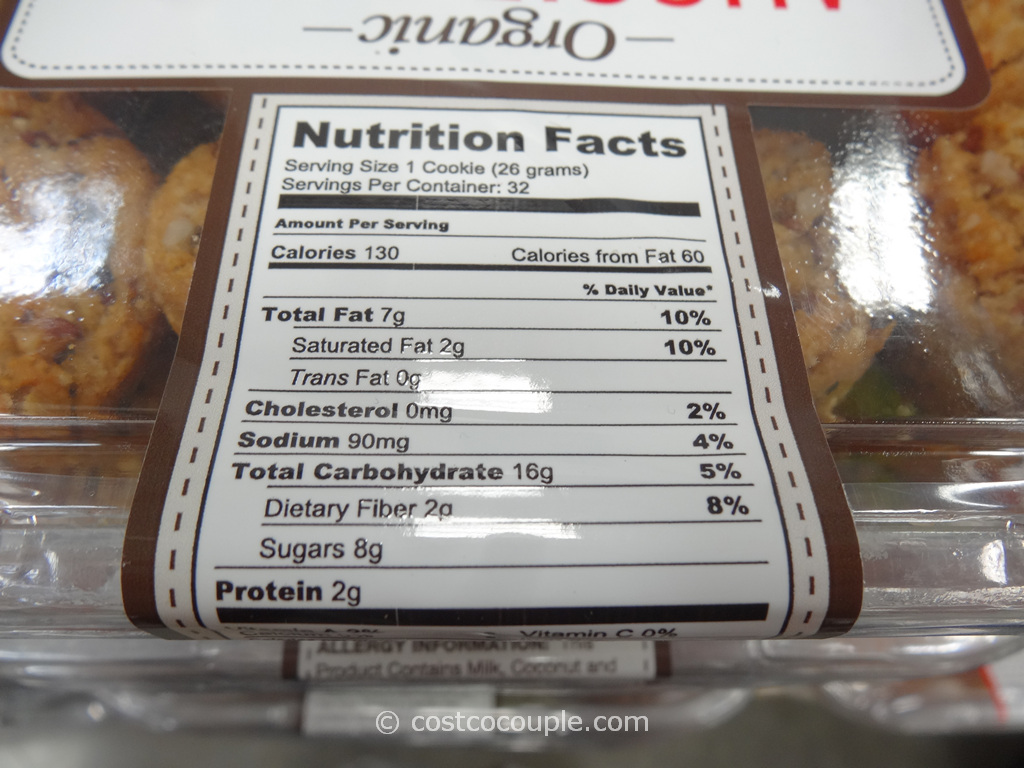 — Organic —
Nutrition Facts
Serving Size 1 Cookie (26 grams)
Servings Per Container: 32
Amount Per Serving
Calories 130 Calories from Fat 60
% Daily Value*
Total Fat 7g 10%
Saturated Fat 2g 10%
Trans Fat 0g
Cholesterol 0mg 2%
Sodium 90mg 4%
Total Carbohydrate 16g 5%
Dietary Fiber 2g 8%
Sugars 8g
Protein 2g
Vitamin C 0%
ALLERGY INFORMATION: This
Product Contains Milk, Coconut and
© costcocouple.com